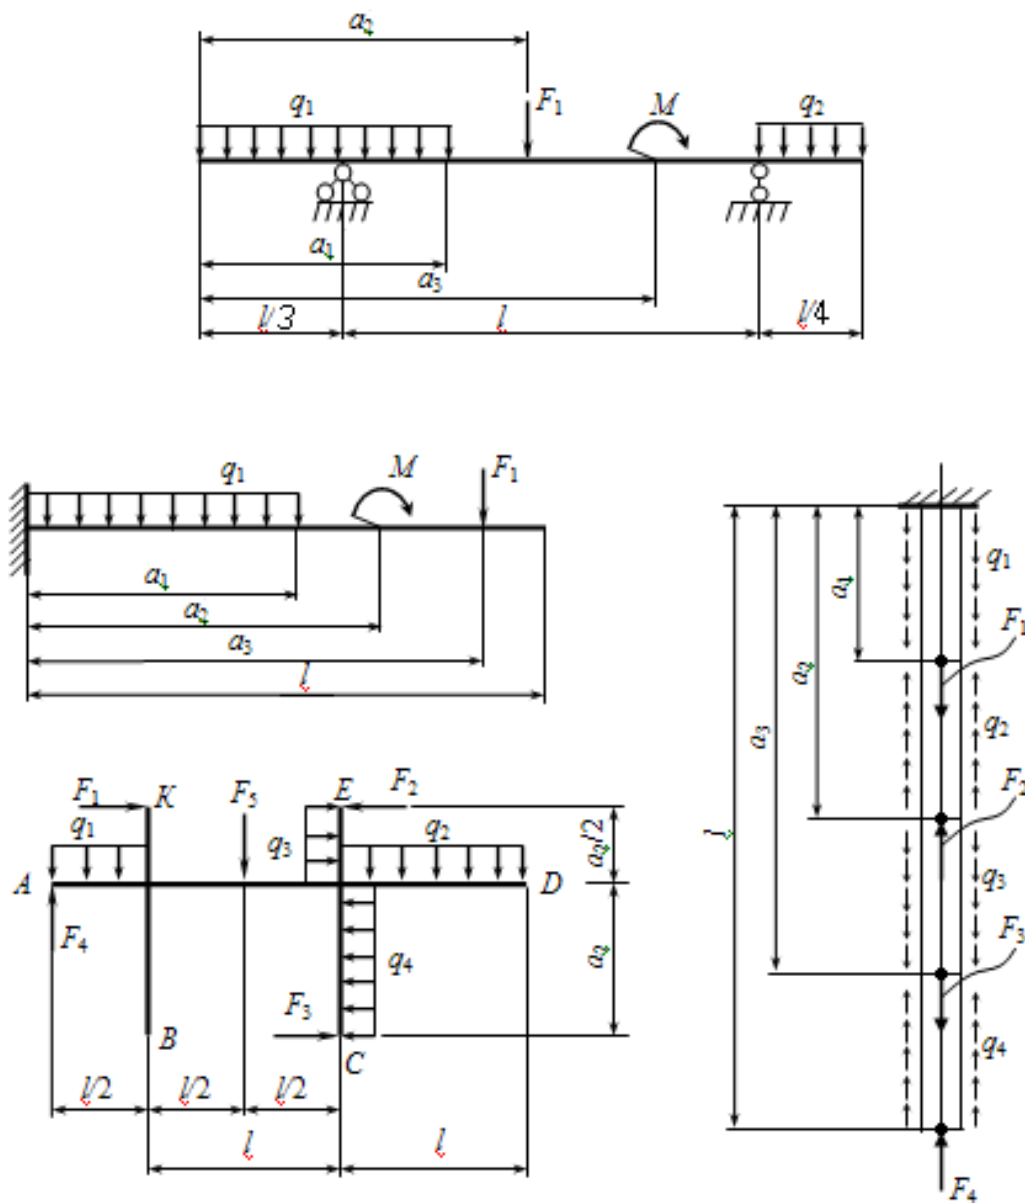 a₂
q₁ F₁ M q₂
a₁
a₃
l/3 l l/4
q₁ M F₁
a₁
a₂
a₃
l
F₁ K F₅ E F₂
q₁ q₃ q₂ a₂/2
A D
F₄ q₄ a₂
F₃
B C
l/2 l/2 l/2
l l
q₁
a₁ F₁
a₂
a₃ q₂
F₂
l
q₃
F₃
q₄
F₄